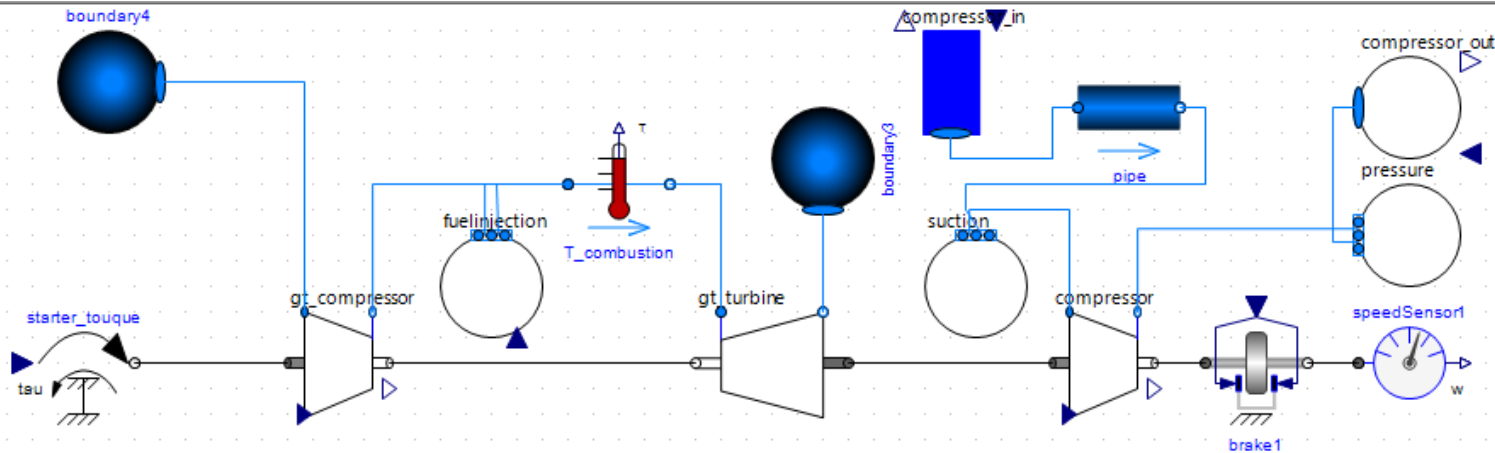 boundary4
compressor_in
compressor_out
T
boundary3
pressure
pipe
fuelinjection
suction
T_combustion
gt_compressor
gt_turbine
compressor
starter_touque
speedSensor1
tau
w
brake1